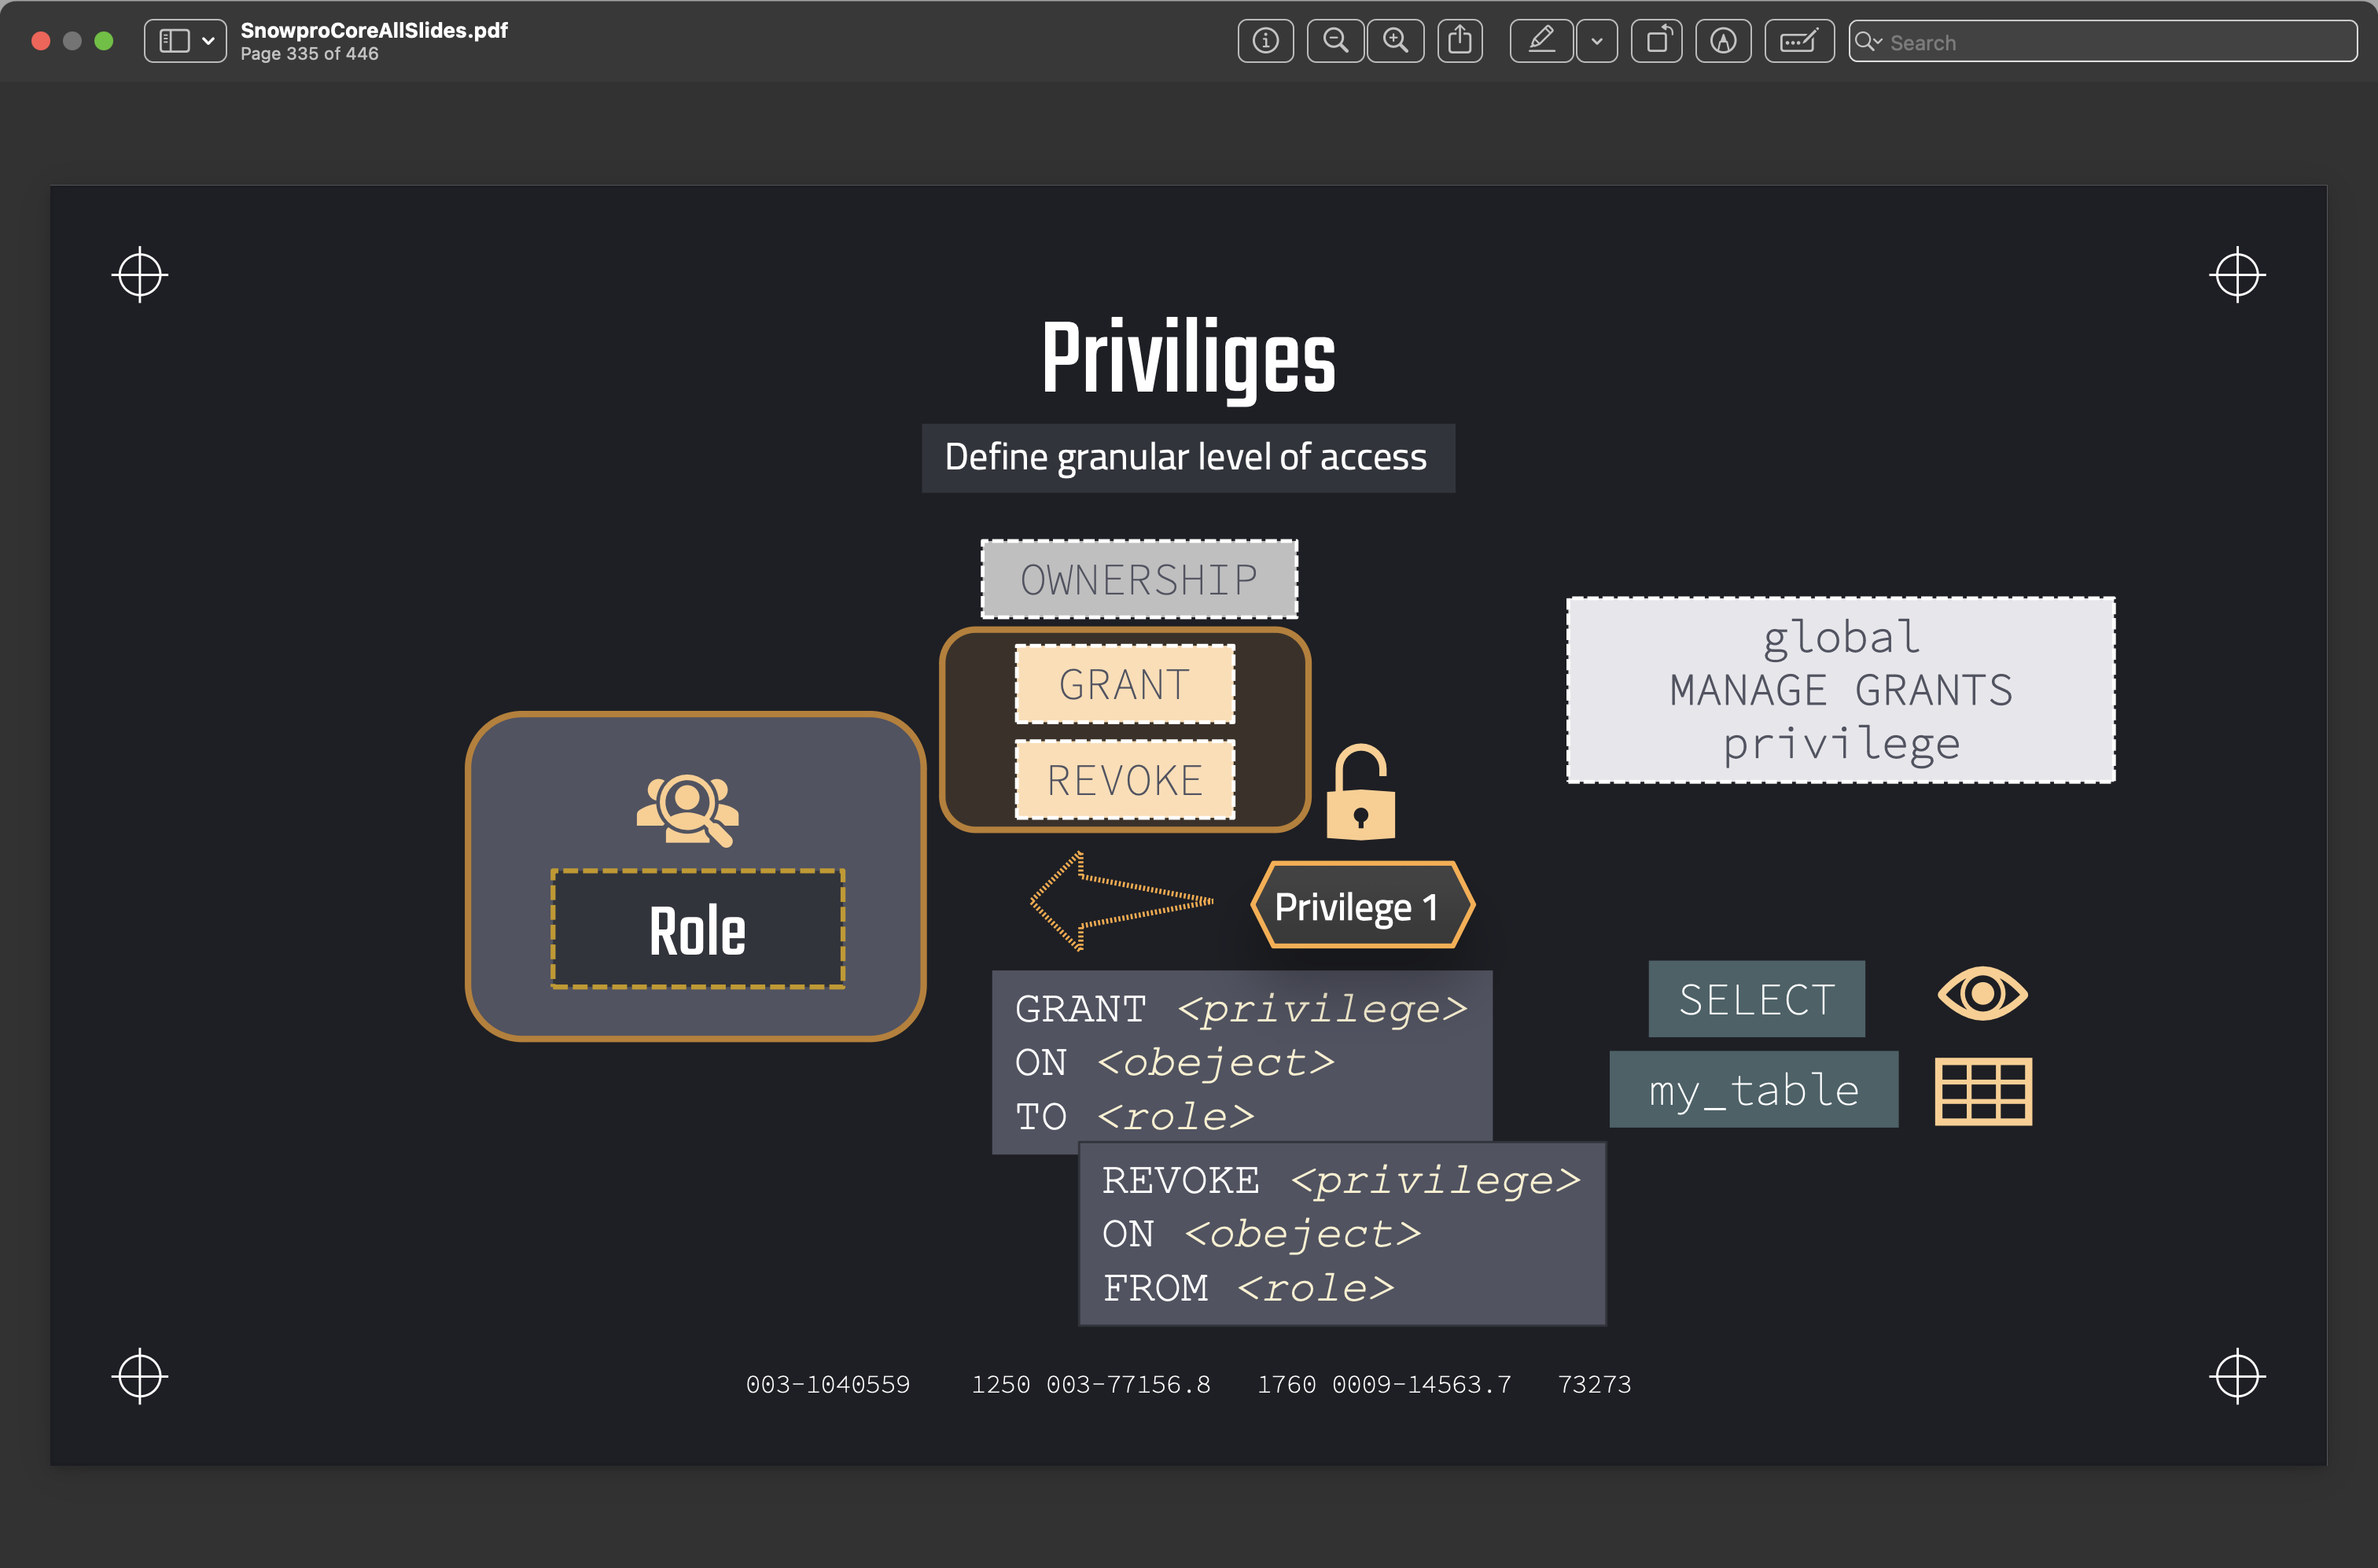 SnowproCoreAllSlides.pdf
Page 335 of 446
Search
Priviliges
Define granular level of access
OWNERSHIP
GRANT
REVOKE
global
MANAGE GRANTS
privilege
Role
Privilege 1
GRANT <privilege>
ON <obeject>
TO <role>
SELECT
my_table
REVOKE <privilege>
ON <obeject>
FROM <role>
003-1040559 1250 003-77156.8 1760 0009-14563.7 73273